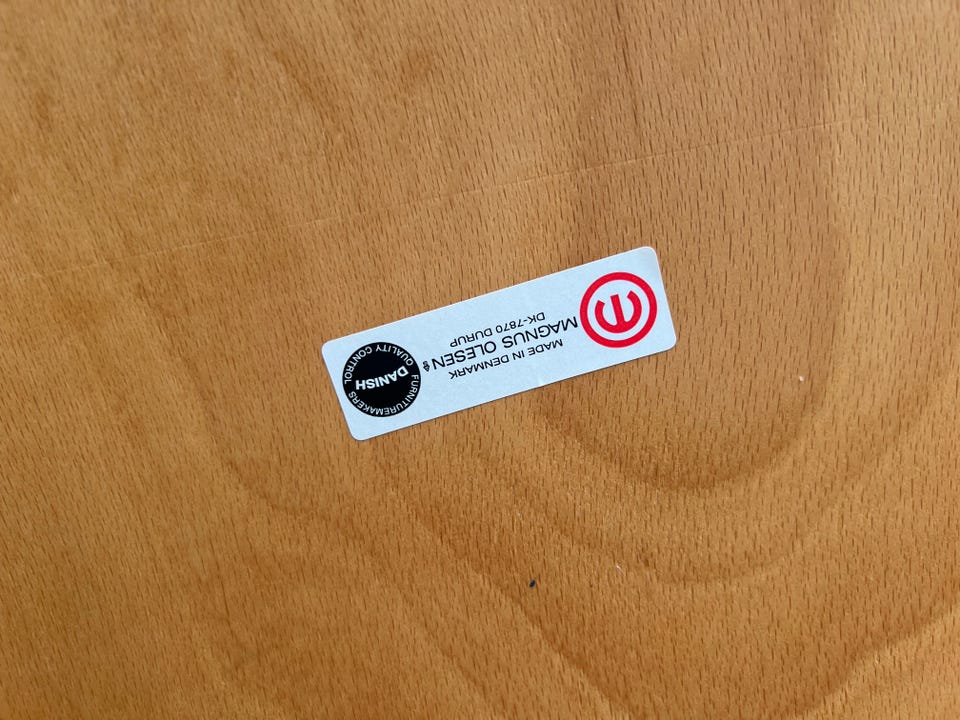 MADE IN DENMARK
MAGNUS OLESEN
DK-7870 DURUP
FURNITUREMAKERS
DANISH
QUALITY CONTROL